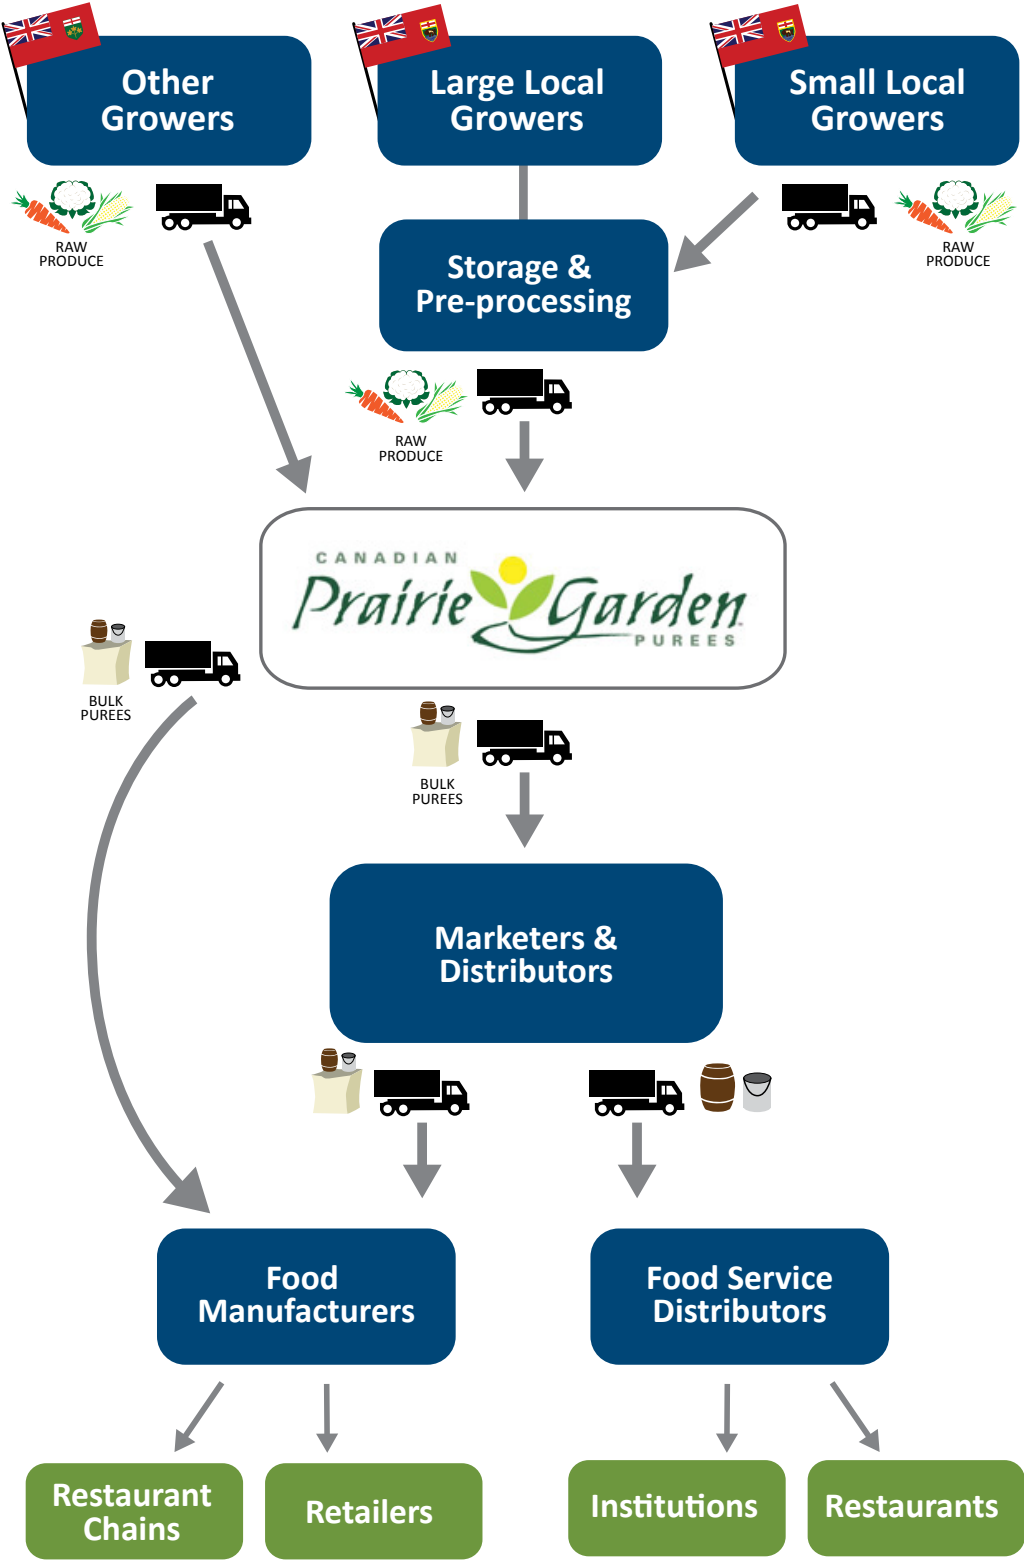 Other
Growers
Large Local
Growers
Small Local
Growers
RAW
PRODUCE
RAW
PRODUCE
Storage &
Pre-processing
RAW
PRODUCE
CANADIAN
Prairie Garden
PUREES
BULK
PUREES
BULK
PUREES
Marketers &
Distributors
Food
Manufacturers
Food Service
Distributors
Restaurant
Chains
Retailers
Institutions
Restaurants